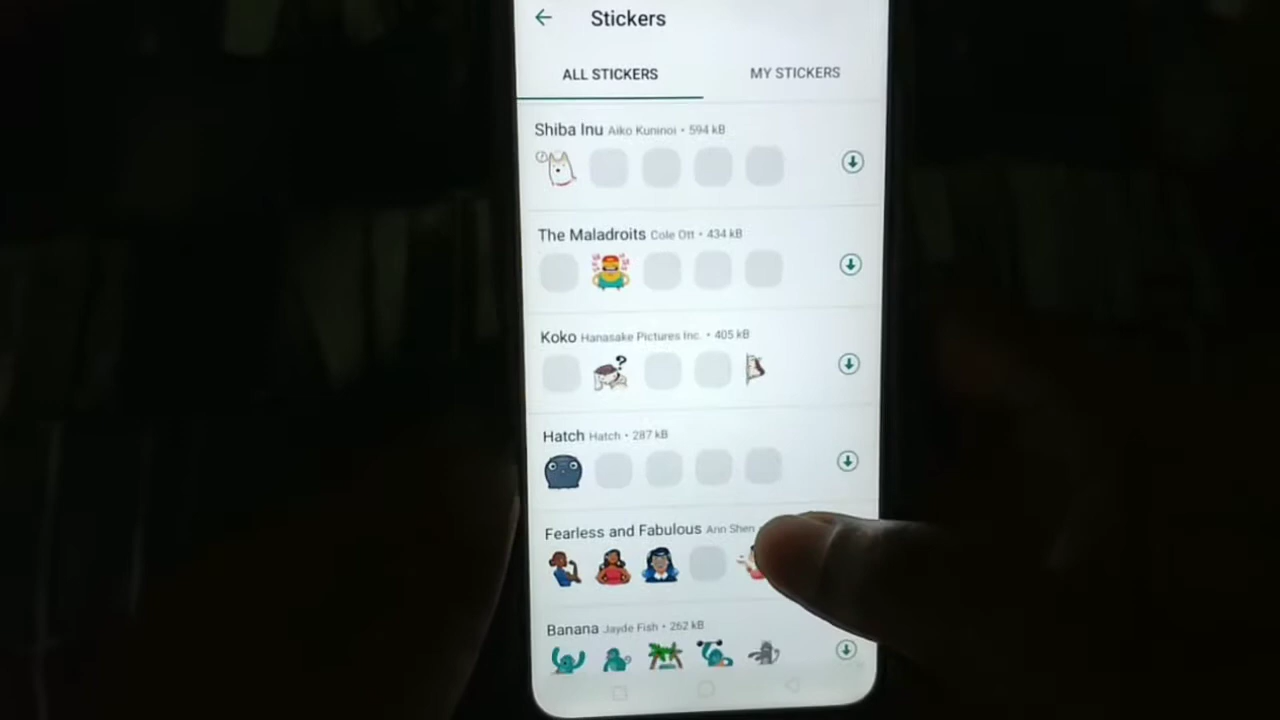 Stickers
ALL STICKERS MY STICKERS
Shiba Inu Aiko Kuninoi • 594 kB
The Maladroits Cole Ott • 434 kB
Koko Hanasake Pictures Inc. • 405 kB
?
Hatch Hatch • 287 kB
Fearless and Fabulous Ann Shen
Banana Jayde Fish • 262 kB